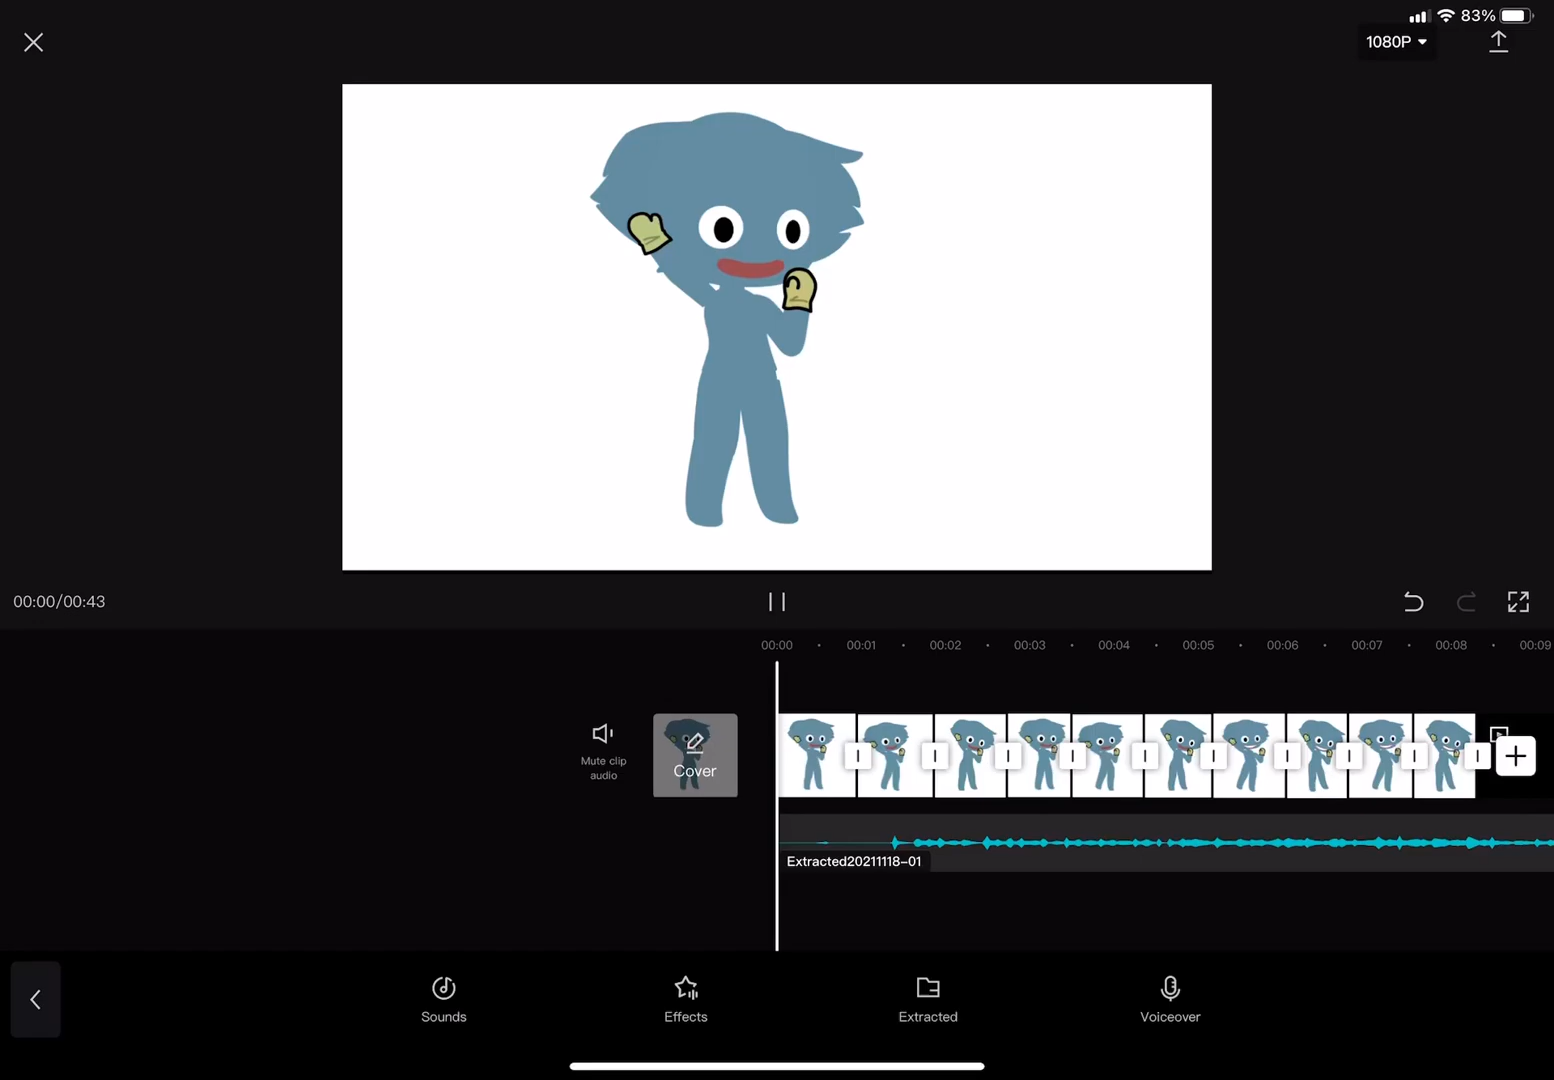 83%
1080P
00:00/00:43
00:00 00:01 00:02 00:03 00:04 00:05 00:06 00:07 00:08 00:09
Mute clip
audio
Cover
Extracted20211118-01
Sounds Effects Extracted Voiceover